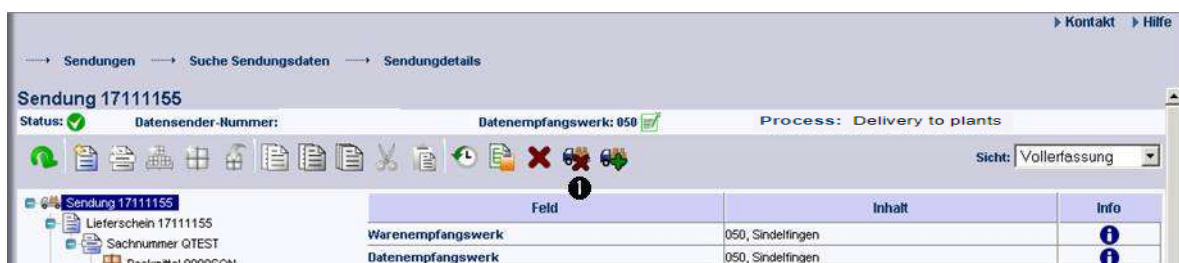 Kontakt Hilfe
Sendungen Suche Sendungsdaten Sendungdetails
Sendung 17111155
Status: Datensender-Nummer: Datenempfangswerk: 050 Process: Delivery to plants
Sicht: Vollerfassung
1
Sendung 17111155
Lieferschein 17111155
Sachnummer QTEST
Feld Inhalt Info
Warenempfangswerk 050, Sindelfingen
Datenempfangswerk 050, Sindelfingen